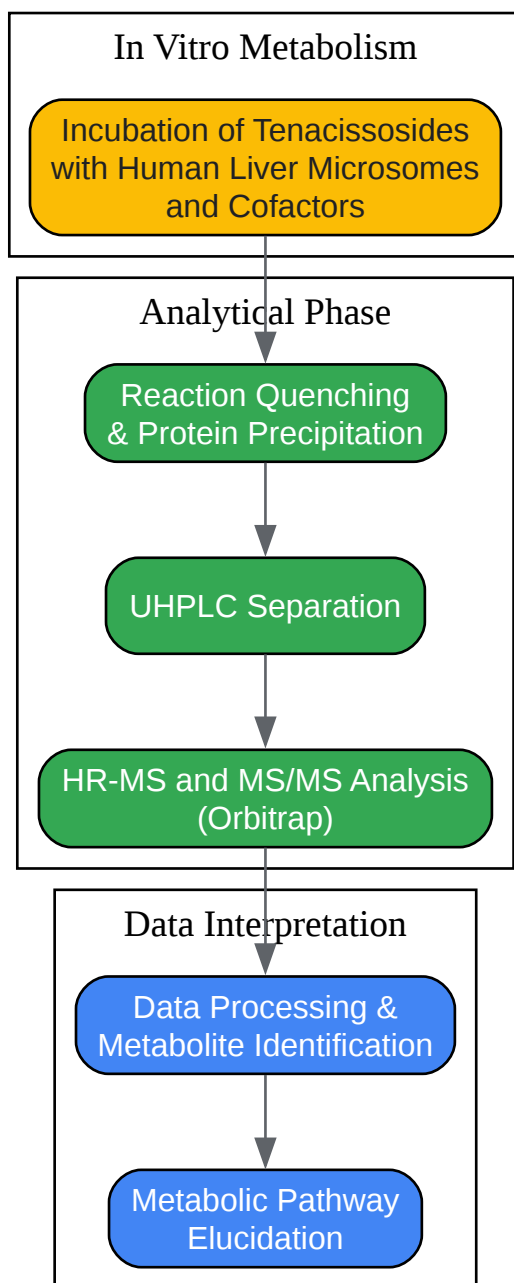 In Vitro Metabolism
Incubation of Tenacissosides
with Human Liver Microsomes
and Cofactors
Analytical Phase
Reaction Quenching
& Protein Precipitation
UHPLC Separation
HR-MS and MS/MS Analysis
(Orbitrap)
Data Interpretation
Data Processing &
Metabolite Identification
Metabolic Pathway
Elucidation